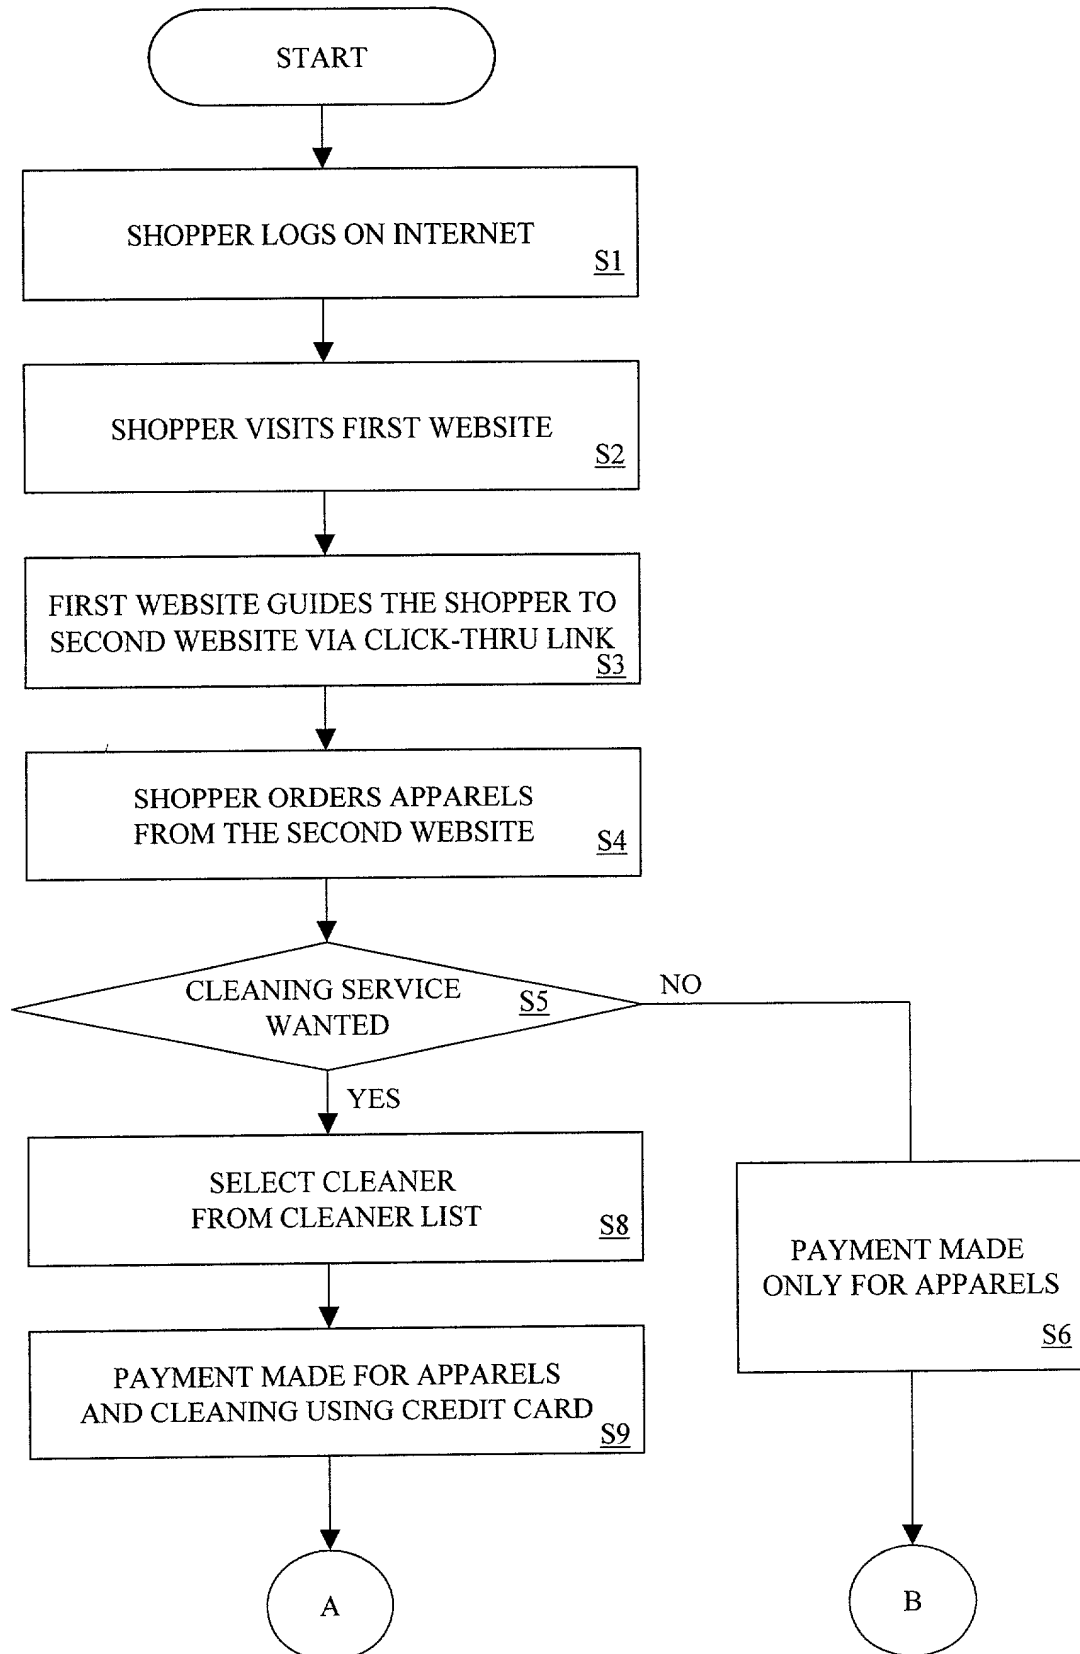 START
SHOPPER LOGS ON INTERNET
S1
SHOPPER VISITS FIRST WEBSITE
S2
FIRST WEBSITE GUIDES THE SHOPPER TO
SECOND WEBSITE VIA CLICK-THRU LINK
S3
SHOPPER ORDERS APPARELS
FROM THE SECOND WEBSITE
S4
CLEANING SERVICE
WANTED
S5
NO
YES
SELECT CLEANER
FROM CLEANER LIST
S8
PAYMENT MADE
ONLY FOR APPARELS
S6
PAYMENT MADE FOR APPARELS
AND CLEANING USING CREDIT CARD
S9
A
B